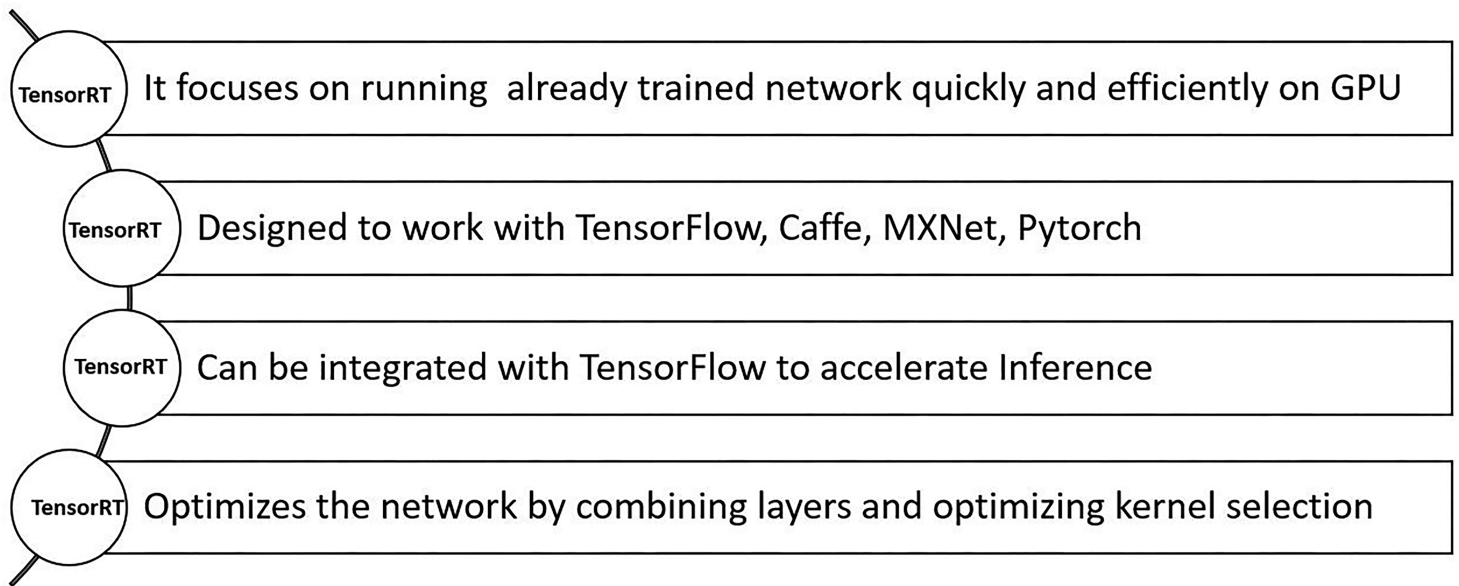 TensorRT
It focuses on running already trained network quickly and efficiently on GPU
TensorRT
Designed to work with TensorFlow, Caffe, MXNet, Pytorch
TensorRT
Can be integrated with TensorFlow to accelerate Inference
TensorRT
Optimizes the network by combining layers and optimizing kernel selection